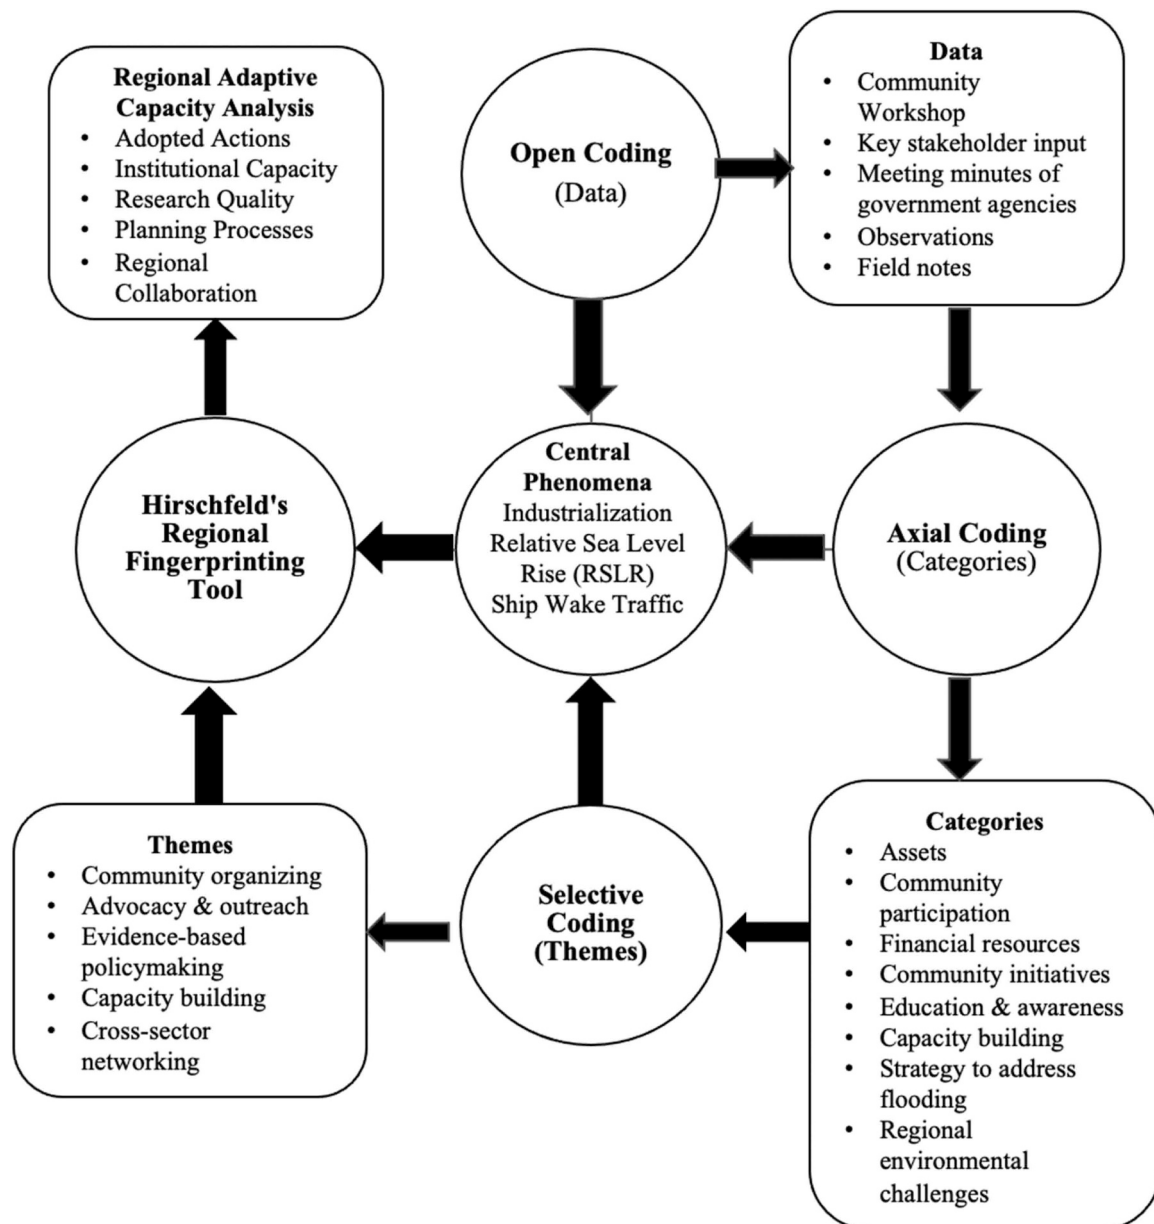 Regional Adaptive
Capacity Analysis
• Adopted Actions
• Institutional Capacity
• Research Quality
• Planning Processes
• Regional
Collaboration
Open Coding
(Data)
Data
• Community
Workshop
• Key stakeholder input
• Meeting minutes of
government agencies
• Observations
• Field notes
Hirschfeld's
Regional
Fingerprinting
Tool
Central
Phenomena
Industrialization
Relative Sea Level
Rise (RSLR)
Ship Wake Traffic
Axial Coding
(Categories)
Themes
• Community organizing
• Advocacy & outreach
• Evidence-based
policymaking
• Capacity building
• Cross-sector
networking
Selective
Coding
(Themes)
Categories
• Assets
• Community
participation
• Financial resources
• Community initiatives
• Education & awareness
• Capacity building
• Strategy to address
flooding
• Regional
environmental
challenges